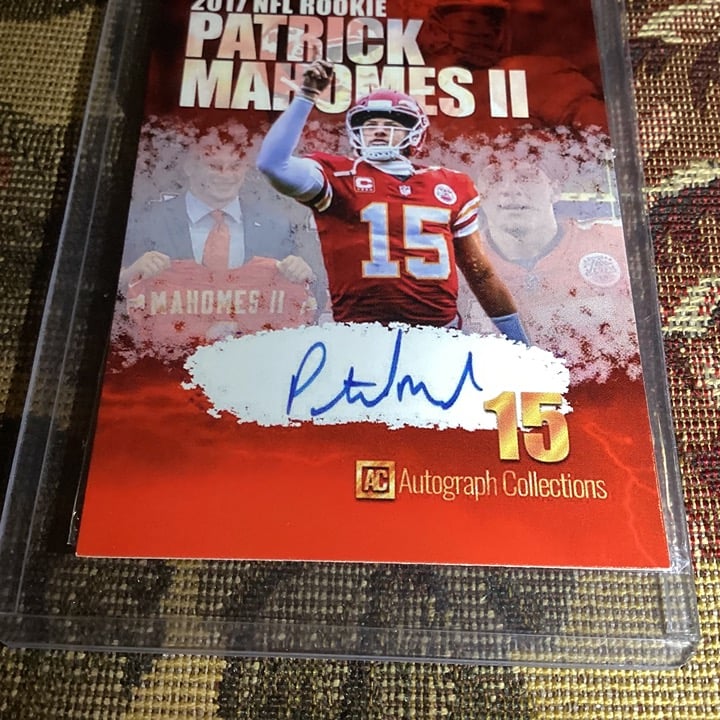 2017 NFL ROOKIE
PATRICK
MAHOMES II
15
MAHOMES II
15
AC Autograph Collections